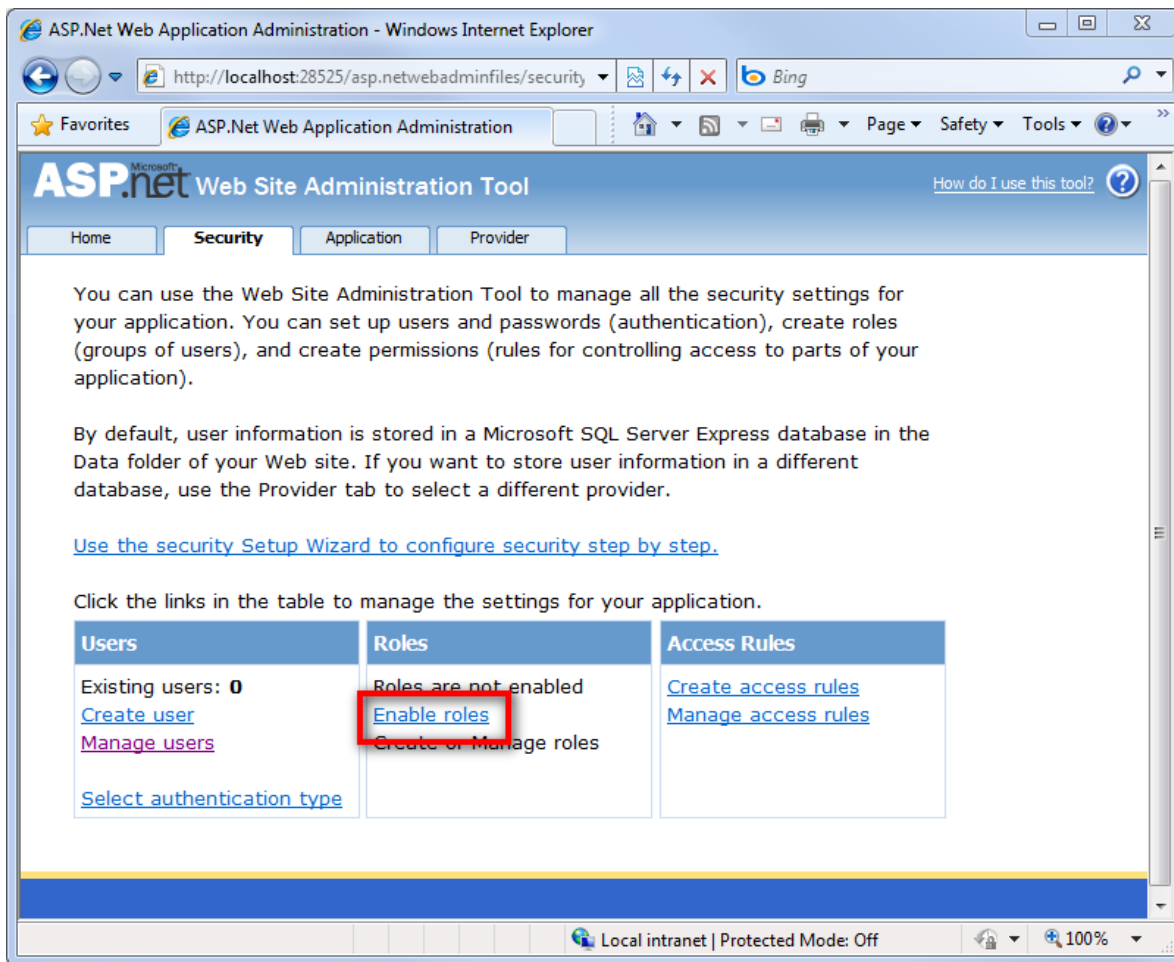 ASP.Net Web Application Administration - Windows Internet Explorer
http://localhost:28525/asp.netwebadminfiles/security
Bing
Favorites
ASP.Net Web Application Administration
Page
Safety
Tools
Microsoft
ASP.net Web Site Administration Tool
How do I use this tool?
Home
Security
Application
Provider
You can use the Web Site Administration Tool to manage all the security settings for
your application. You can set up users and passwords (authentication), create roles
(groups of users), and create permissions (rules for controlling access to parts of your
application).
By default, user information is stored in a Microsoft SQL Server Express database in the
Data folder of your Web site. If you want to store user information in a different
database, use the Provider tab to select a different provider.
Use the security Setup Wizard to configure security step by step.
Click the links in the table to manage the settings for your application.
Users
Existing users: 0
Create user
Manage users
Select authentication type
Roles
Roles are not enabled
Enable roles
Create or Manage roles
Access Rules
Create access rules
Manage access rules
Local intranet | Protected Mode: Off
100%